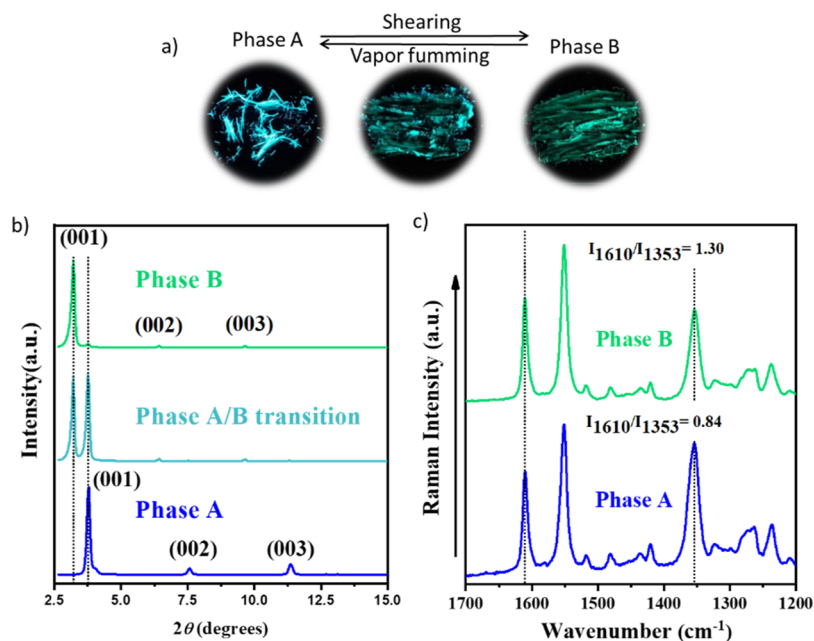 Shearing
a) Phase A Phase B
Vapor fumming
b)
(001)
Phase B
(002) (003)
Phase A/B transition
(001)
Phase A
(002) (003)
Intensity(a.u.)
2.5 5.0 7.5 10.0 12.5 15.0
2θ (degrees)
c)
I1610/I1353= 1.30
Phase B
I1610/I1353= 0.84
Phase A
Raman Intensity (a.u.)
1700 1600 1500 1400 1300 1200
Wavenumber (cm-1)